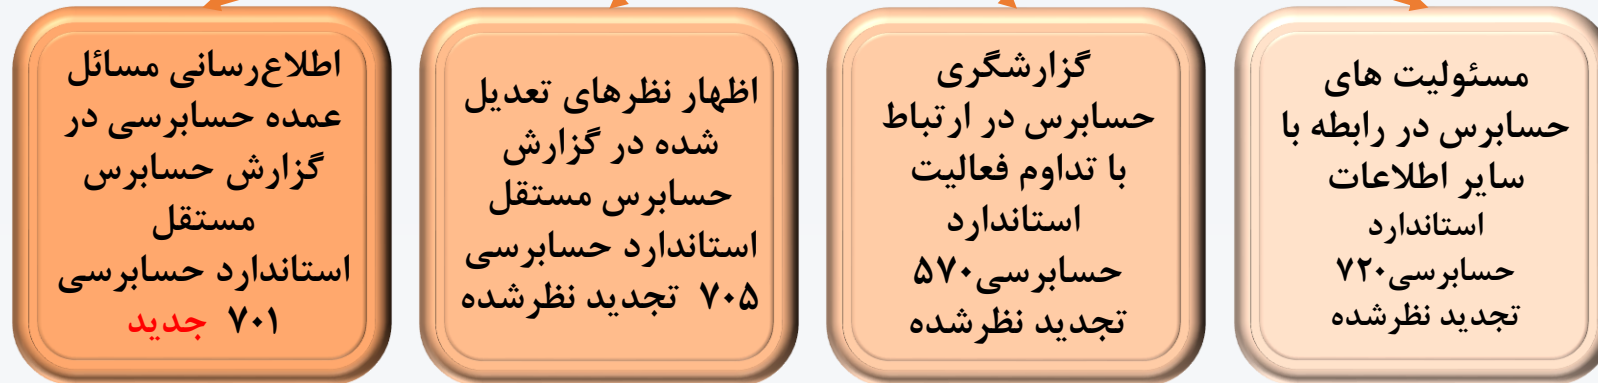 مسئولیت های
حسابرس در رابطه با
سایر اطلاعات
استاندارد
حسابرسی۷۲۰
تجدید نظرشده
گزارشگری
حسابرس در ارتباط
با تداوم فعالیت
استاندارد
حسابرسی۵۷۰
تجدید نظرشده
اظهار نظرهای تعدیل
شده در گزارش
حسابرس مستقل
استاندارد حسابرسی
۷۰۵ تجدید نظرشده
اطلاع‌رسانی مسائل
عمده حسابرسی در
گزارش حسابرس
مستقل
استاندارد حسابرسی
۷۰۱ جدید